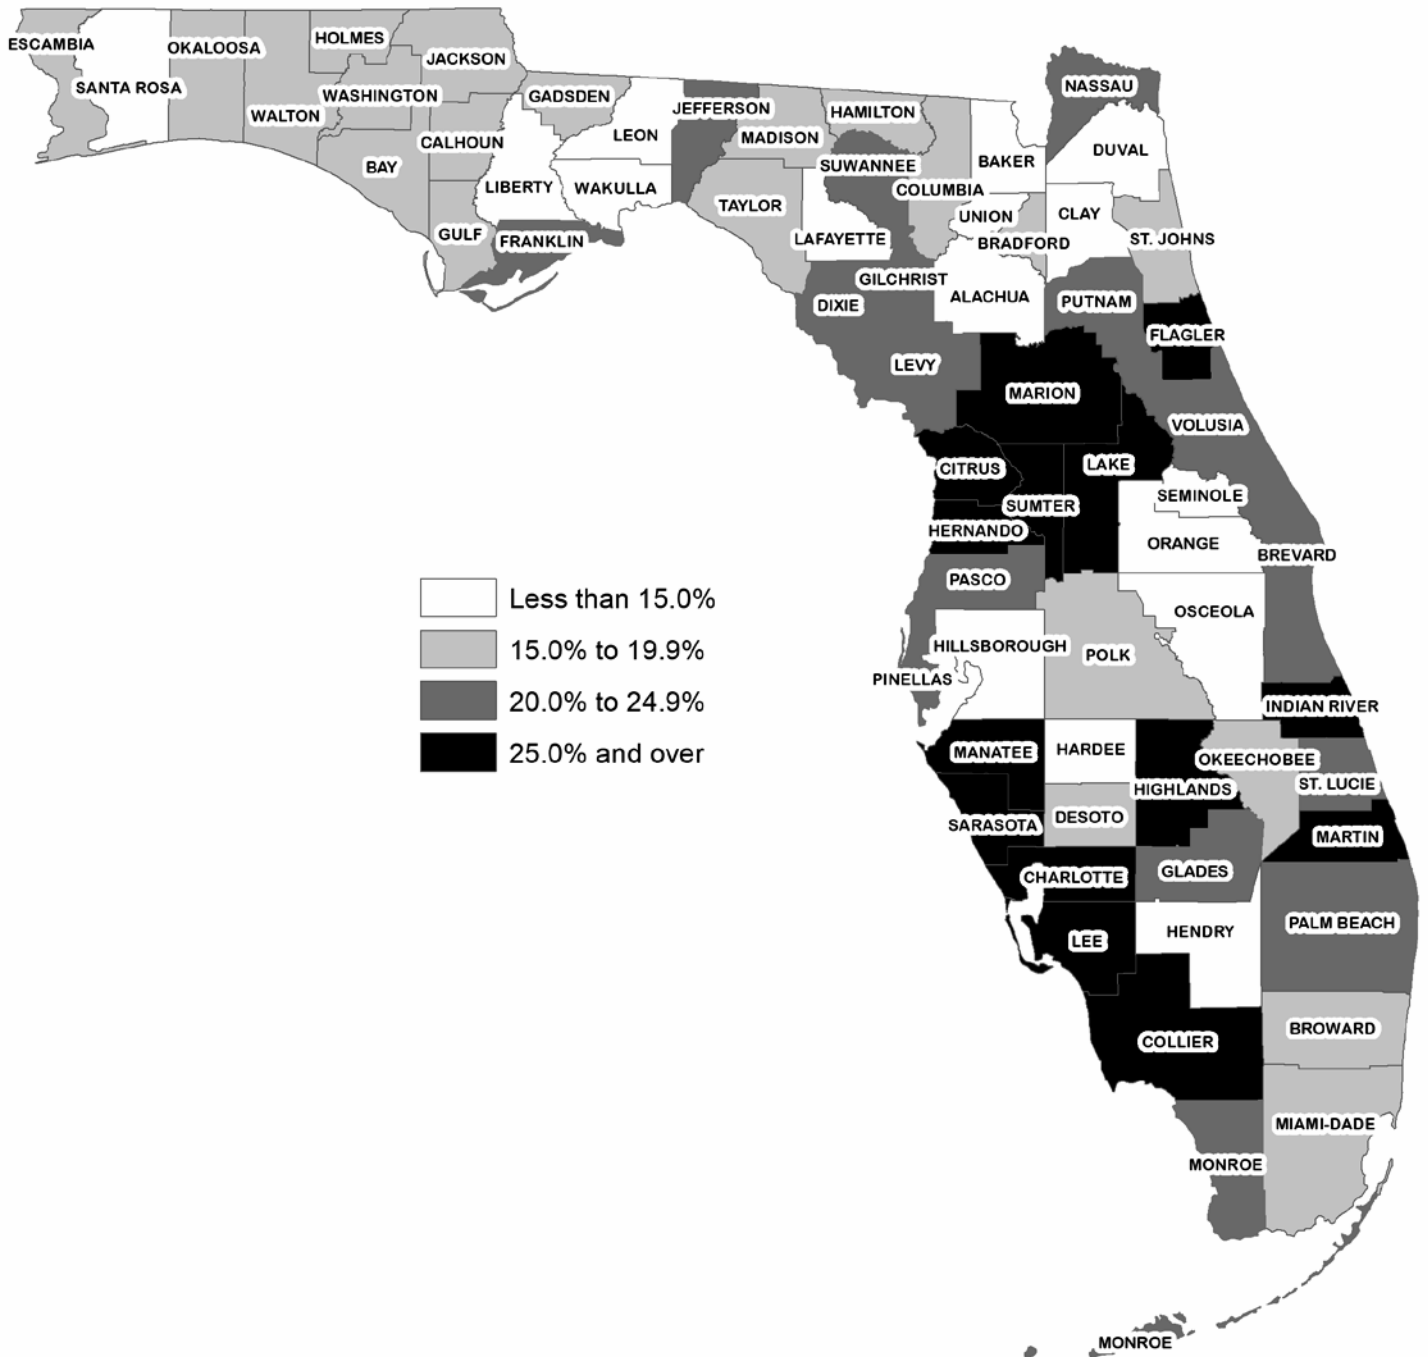 ESCAMBIA
SANTA ROSA
OKALOOSA
WALTON
HOLMES
WASHINGTON
JACKSON
BAY
CALHOUN
GULF
GADSDEN
LIBERTY
FRANKLIN
LEON
WAKULLA
JEFFERSON
MADISON
TAYLOR
HAMILTON
SUWANNEE
LAFAYETTE
COLUMBIA
BAKER
UNION
BRADFORD
NASSAU
DUVAL
CLAY
ST. JOHNS
GILCHRIST
DIXIE
ALACHUA
PUTNAM
FLAGLER
LEVY
MARION
VOLUSIA
CITRUS
SUMTER
LAKE
SEMINOLE
HERNANDO
ORANGE
BREVARD
PASCO
OSCEOLA
HILLSBOROUGH
POLK
PINELLAS
INDIAN RIVER
MANATEE
HARDEE
HIGHLANDS
OKEECHOBEE
ST. LUCIE
SARASOTA
DESOTO
MARTIN
CHARLOTTE
GLADES
LEE
HENDRY
PALM BEACH
COLLIER
BROWARD
MIAMI-DADE
MONROE
MONROE
Less than 15.0%
15.0% to 19.9%
20.0% to 24.9%
25.0% and over